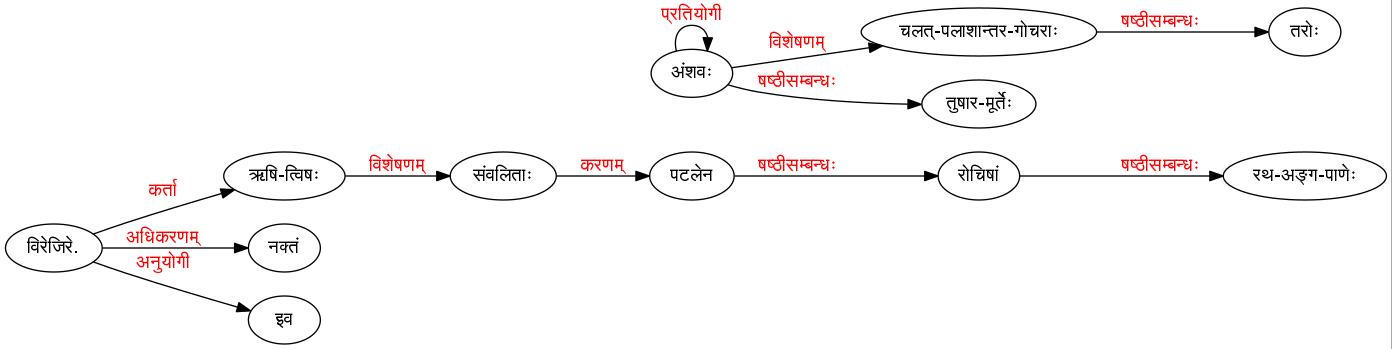 प्रतियोगी
अंशवः
विशेषणम्
चलत्-पलाशान्तर-गोचराः
षष्ठीसम्बन्धः
तरोः
षष्ठीसम्बन्धः
तुषार-मूर्तेः
विरेजिरे.
कर्ता
ऋषि-त्विषः
विशेषणम्
संवलिताः
करणम्
पटलेन
षष्ठीसम्बन्धः
रोचिषां
षष्ठीसम्बन्धः
रथ-अङ्ग-पाणेः
अधिकरणम्
नक्तं
अनुयोगी
इव